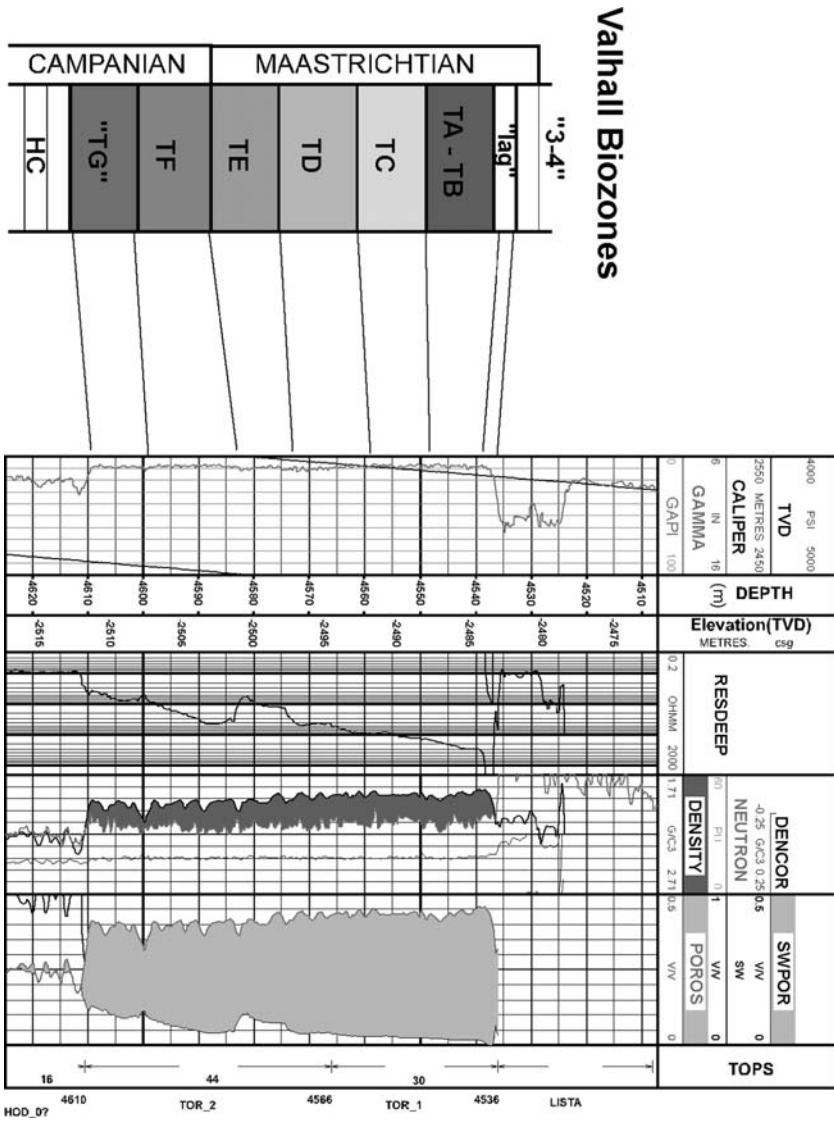 Valhall Biozones
CAMPANIAN
MAASTRICHTIAN
HC
"TG"
TF
TE
TD
TC
TA - TB
"lag"
"3-4"
4000 PSI 5000
TVD
2550 METRES 2450
CALIPER
6 IN 16
GAMMA
0 GAPI 100
DEPTH
(m)
4620
4610
4600
4590
4580
4570
4560
4550
4540
4530
4520
4510
Elevation(TVD)
METRES. csg
-2515
-2510
-2505
-2500
-2495
-2490
-2485
-2480
-2475
RESDEEP
0.2 OHMM 2000
DENCOR
-0.25 G/C3 0.25
NEUTRON
60 PU 0
DENSITY
1.71 G/C3 2.71
SWPOR
0.5 V/V 0
SW
1 V/V 0
POROS
0.5 V/V 0
TOPS
16
44
30
HOD_0?
4610
TOR_2
4566
TOR_1
4536
LISTA